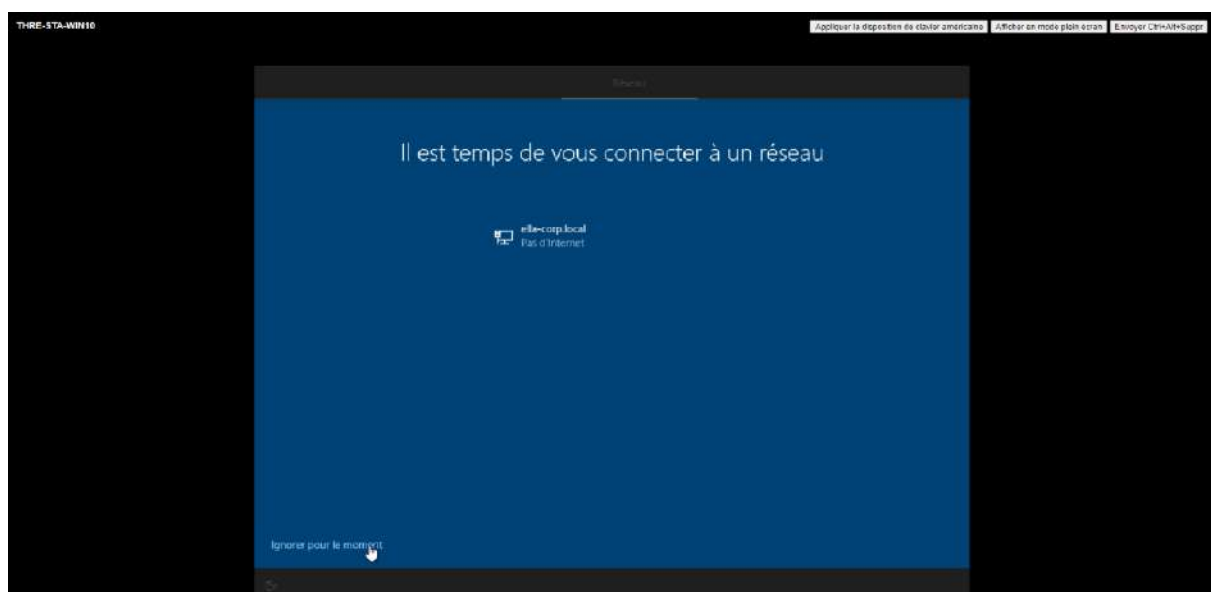 THRE-STA-WIN10
Appliquer la disposition de clavier américaine Afficher en mode plein écran Envoyer Ctrl+Alt+Suppr
Réseau
Il est temps de vous connecter à un réseau
ella-corp.local
Pas d'Internet
Ignorer pour le moment